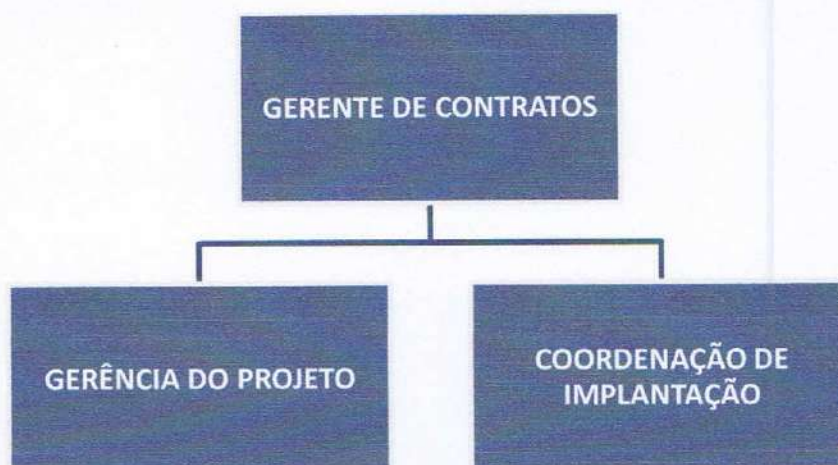 GERENTE DE CONTRATOS
GERÊNCIA DO PROJETO
COORDENAÇÃO DE
IMPLANTAÇÃO